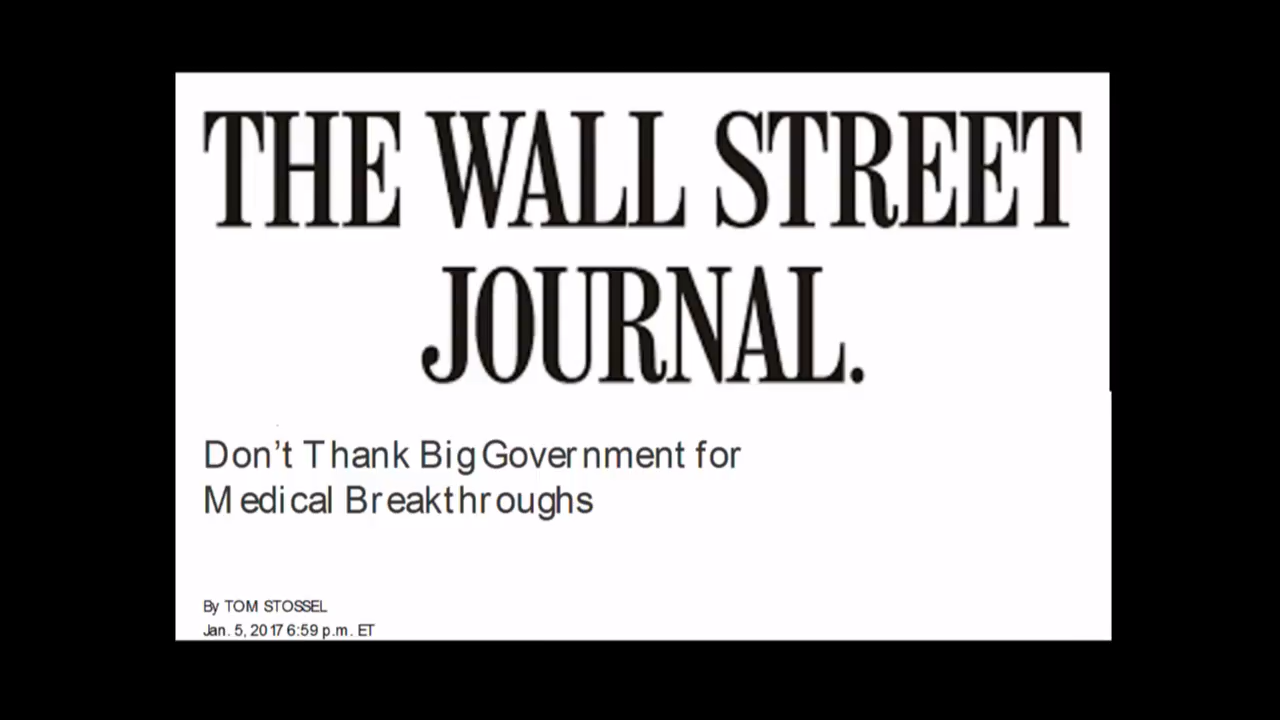 THE WALL STREET
JOURNAL.
Don't Thank Big Government for
Medical Breakthroughs
By TOM STOSSEL
Jan. 5, 2017 6:59 p.m. ET